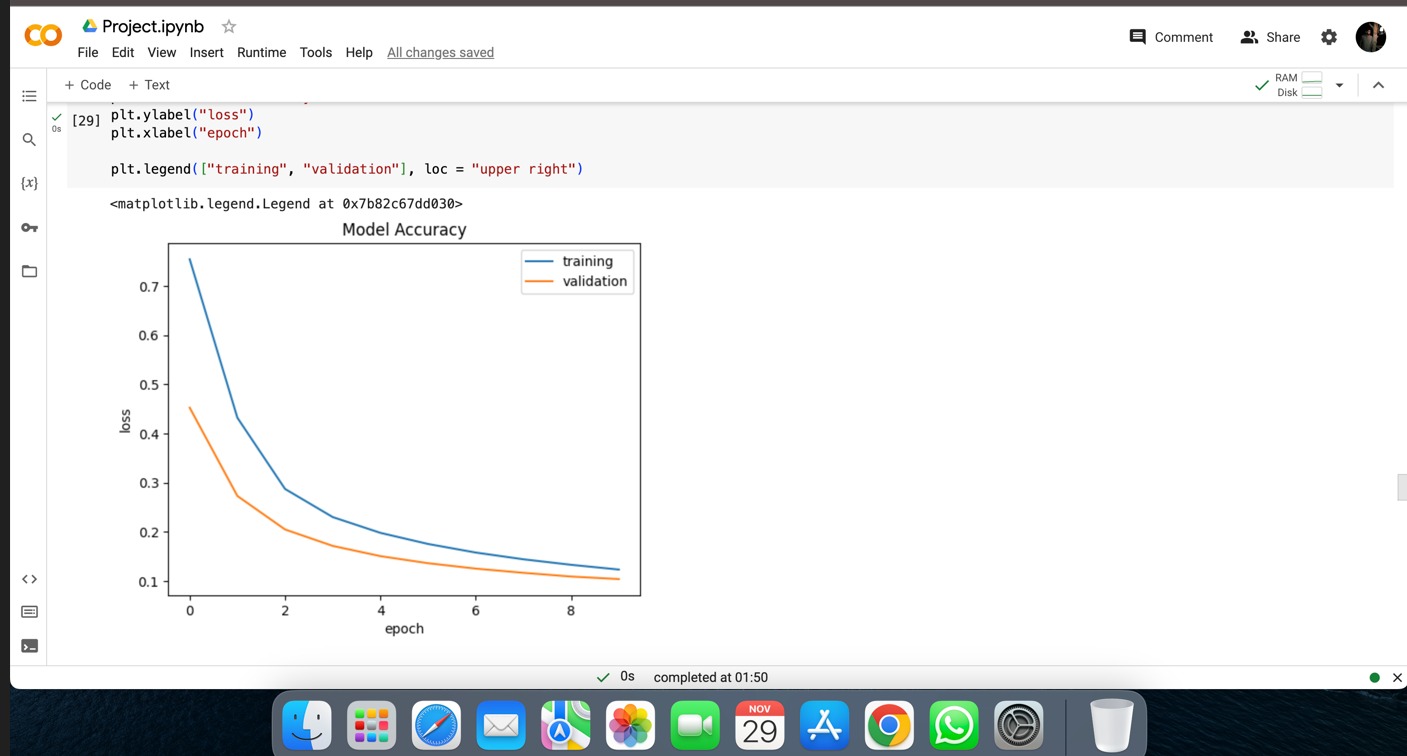 Project.ipynb
File Edit View Insert Runtime Tools Help All changes saved
Comment Share
+ Code + Text
RAM
Disk
{x}
0s
[29]
plt.ylabel("loss")
plt.xlabel("epoch")
plt.legend(["training", "validation"], loc = "upper right")
<matplotlib.legend.Legend at 0x7b82c67dd030>
Model Accuracy
training
validation
0.7
0.6
0.5
0.4
0.3
0.2
0.1
loss
0 2 4 6 8
epoch
0s completed at 01:50
NOV
29